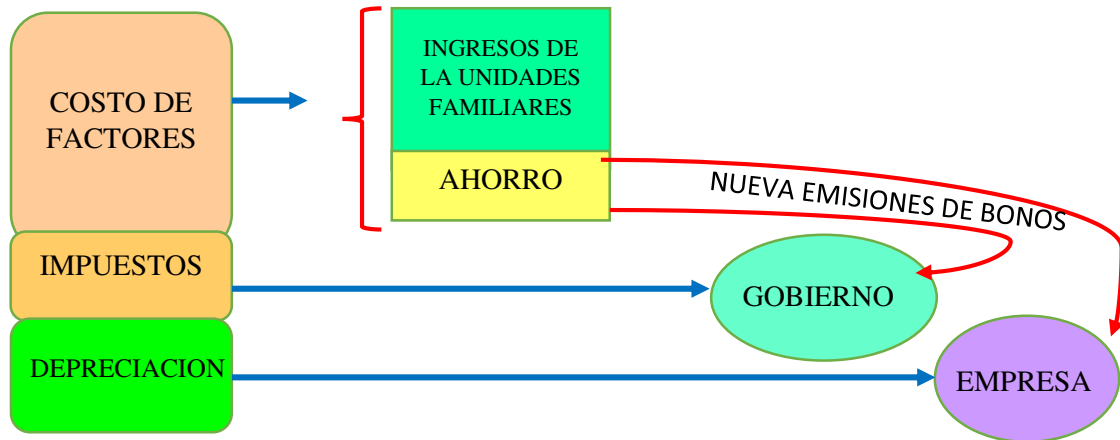 COSTO DE
FACTORES
IMPUESTOS
DEPRECIACION
INGRESOS DE
LA UNIDADES
FAMILIARES
AHORRO
NUEVA EMISIONES DE BONOS
GOBIERNO
EMPRESA